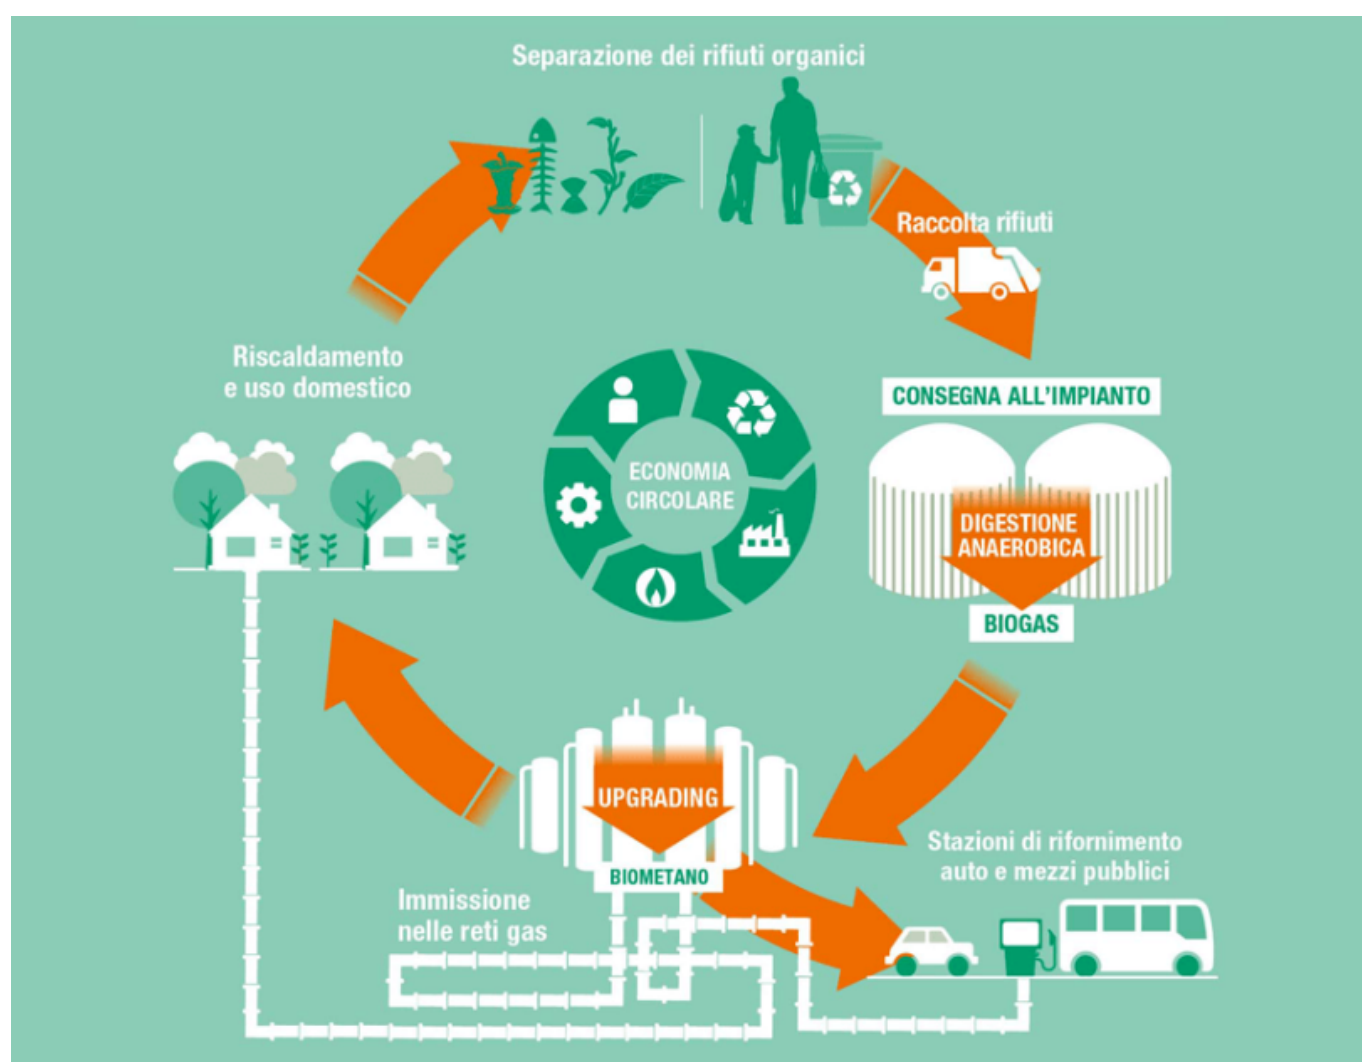 Separazione dei rifiuti organici
Raccolta rifiuti
CONSEGNA ALL'IMPIANTO
DIGESTIONE
ANAEROBICA
BIOGAS
Riscaldamento
e uso domestico
ECONOMIA
CIRCOLARE
UPGRADING
BIOMETANO
Stazioni di rifornimento
auto e mezzi pubblici
Immissione
nelle reti gas